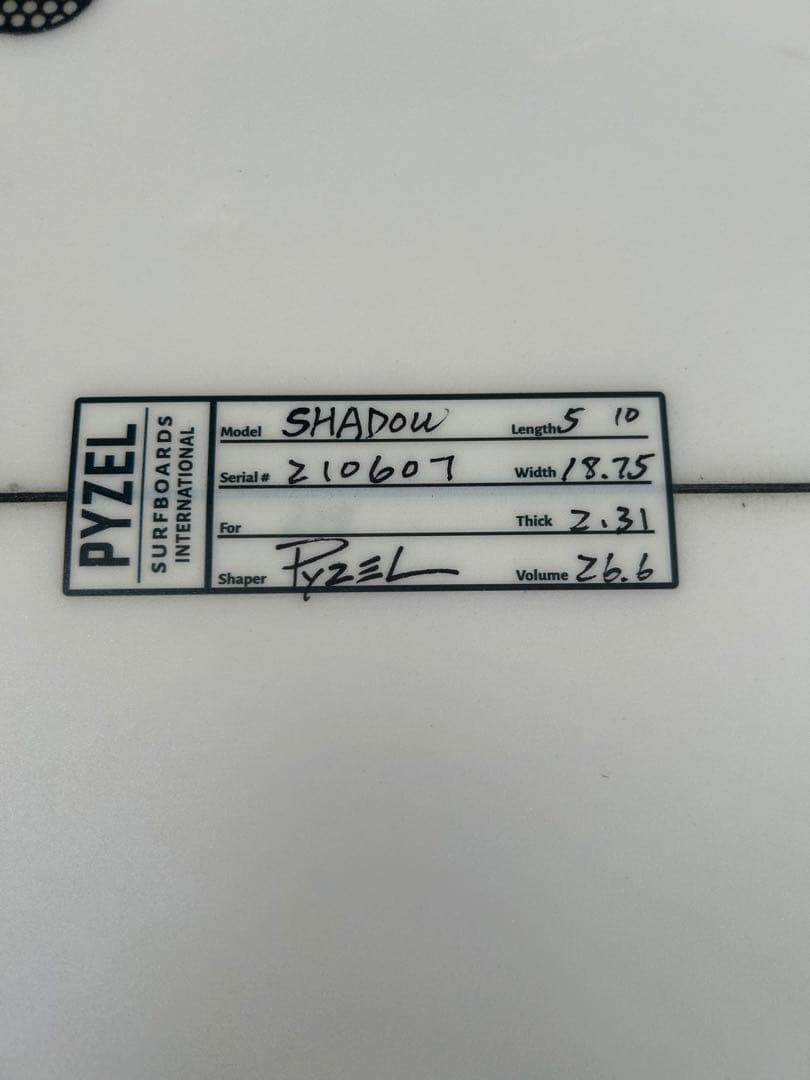 PYZEL
SURFBOARDS
INTERNATIONAL
Model SHADOW Length 5 10
Serial # 210607 Width 18.75
For Thick 2.31
Shaper PYZEL Volume 26.6